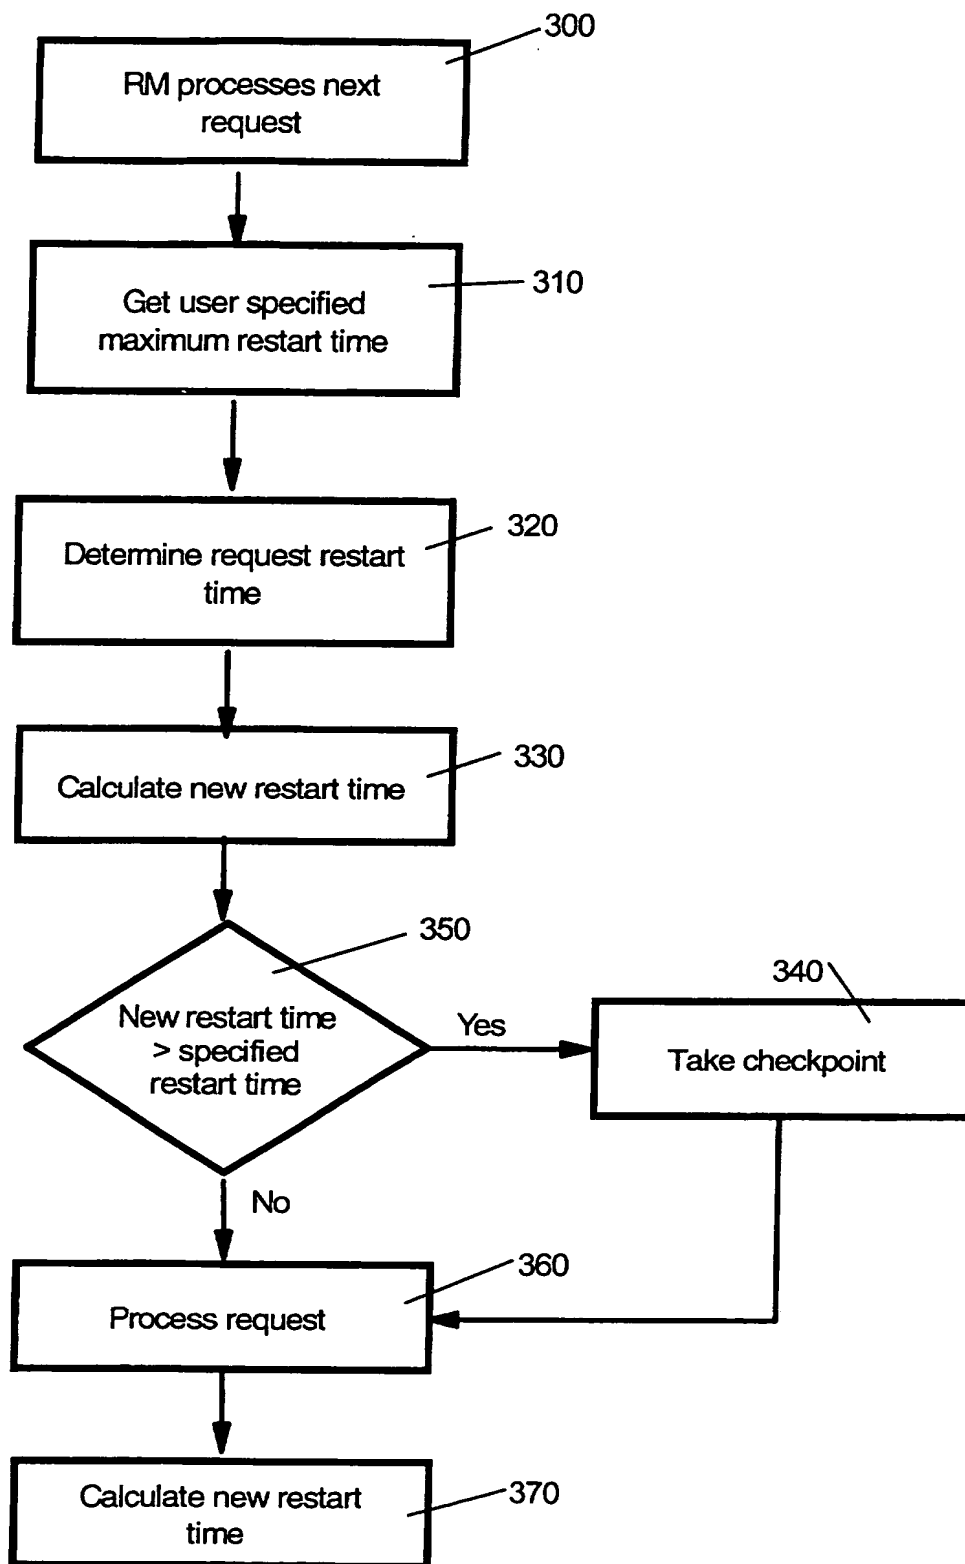 300
RM processes next
request
310
Get user specified
maximum restart time
320
Determine request restart
time
330
Calculate new restart time
350
New restart time
> specified
restart time
Yes
340
Take checkpoint
No
360
Process request
370
Calculate new restart
time